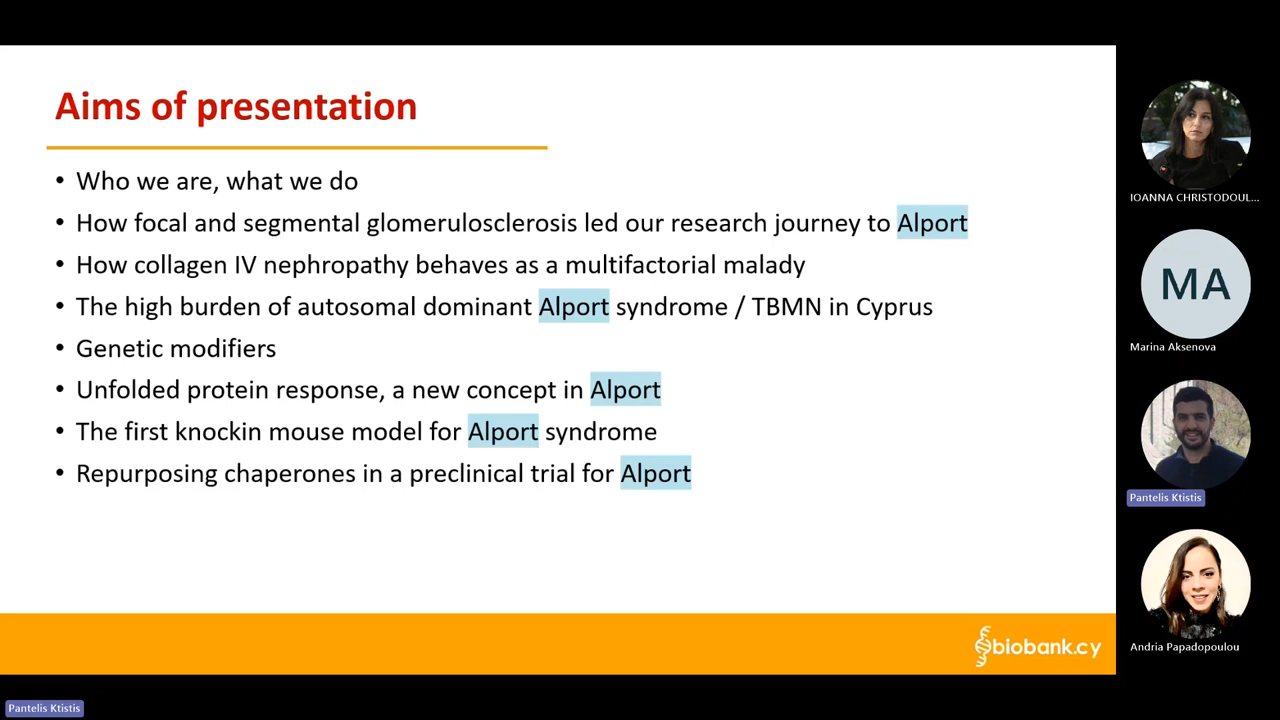 Aims of presentation
• Who we are, what we do
• How focal and segmental glomerulosclerosis led our research journey to Alport
• How collagen IV nephropathy behaves as a multifactorial malady
• The high burden of autosomal dominant Alport syndrome / TBMN in Cyprus
• Genetic modifiers
• Unfolded protein response, a new concept in Alport
• The first knockin mouse model for Alport syndrome
• Repurposing chaperones in a preclinical trial for Alport
biobank.cy
IOANNA CHRISTODOUL...
MA
Marina Aksenova
Pantelis Ktistis
Andria Papadopoulou
Pantelis Ktistis